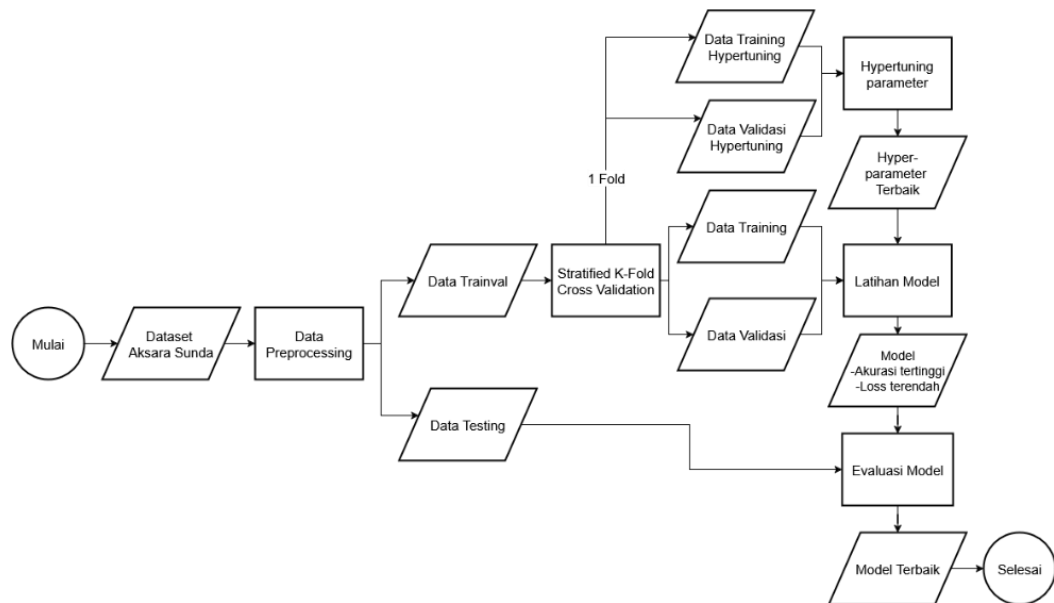 Mulai
Dataset
Aksara Sunda
Data
Preprocessing
Data Trainval
Data Testing
Stratified K-Fold
Cross Validation
1 Fold
Data Training
Hypertuning
Data Validasi
Hypertuning
Hypertuning
parameter
Hyper-
parameter
Terbaik
Data Training
Data Validasi
Latihan Model
Model
-Akurasi tertinggi
-Loss terendah
Evaluasi Model
Model Terbaik
Selesai